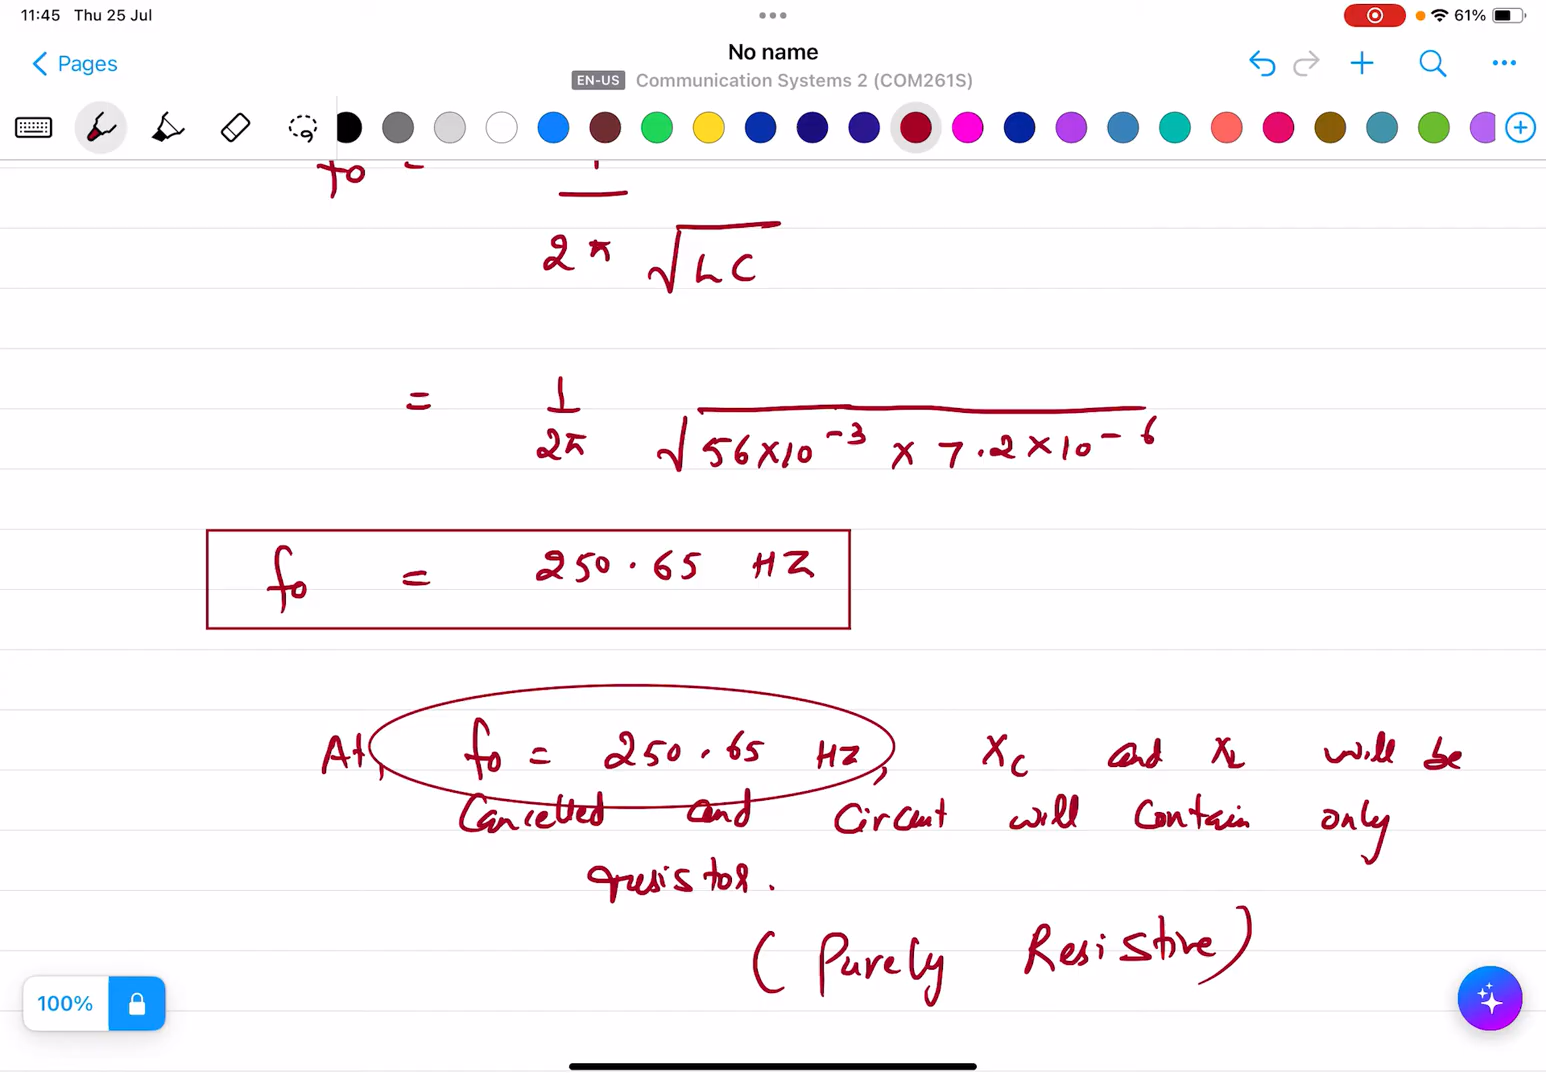 11:45 Thu 25 Jul
61%
Pages
No name
EN-US Communication Systems 2 (COM261S)
fo =
2π √LC
= 1
2π √56×10⁻³ × 7.2×10⁻⁶
fo = 250.65 HZ
At, fo = 250.65 HZ, Xc and XL will be
Cancelled and Circuit will contain only
resistor.
(Purely Resistive)
100%